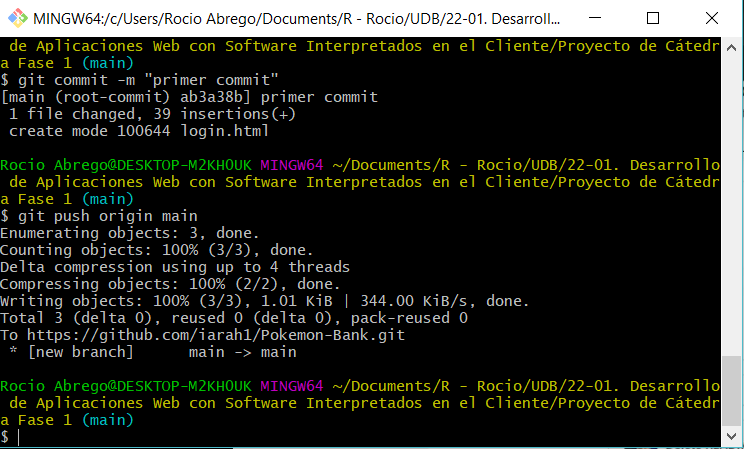 MINGW64:/c/Users/Rocio Abrego/Documents/R - Rocio/UDB/22-01. Desarroll...
de Aplicaciones Web con Software Interpretados en el Cliente/Proyecto de Cátedr
a Fase 1 (main)
$ git commit -m "primer commit"
[main (root-commit) ab3a38b] primer commit
 1 file changed, 39 insertions(+)
 create mode 100644 login.html
Rocio Abrego@DESKTOP-M2KHOUK MINGW64 ~/Documents/R - Rocio/UDB/22-01. Desarrollo
 de Aplicaciones Web con Software Interpretados en el Cliente/Proyecto de Cátedr
a Fase 1 (main)
$ git push origin main
Enumerating objects: 3, done.
Counting objects: 100% (3/3), done.
Delta compression using up to 4 threads
Compressing objects: 100% (2/2), done.
Writing objects: 100% (3/3), 1.01 KiB | 344.00 KiB/s, done.
Total 3 (delta 0), reused 0 (delta 0), pack-reused 0
To https://github.com/iarah1/Pokemon-Bank.git
 * [new branch]      main -> main
Rocio Abrego@DESKTOP-M2KHOUK MINGW64 ~/Documents/R - Rocio/UDB/22-01. Desarrollo
 de Aplicaciones Web con Software Interpretados en el Cliente/Proyecto de Cátedr
a Fase 1 (main)
$